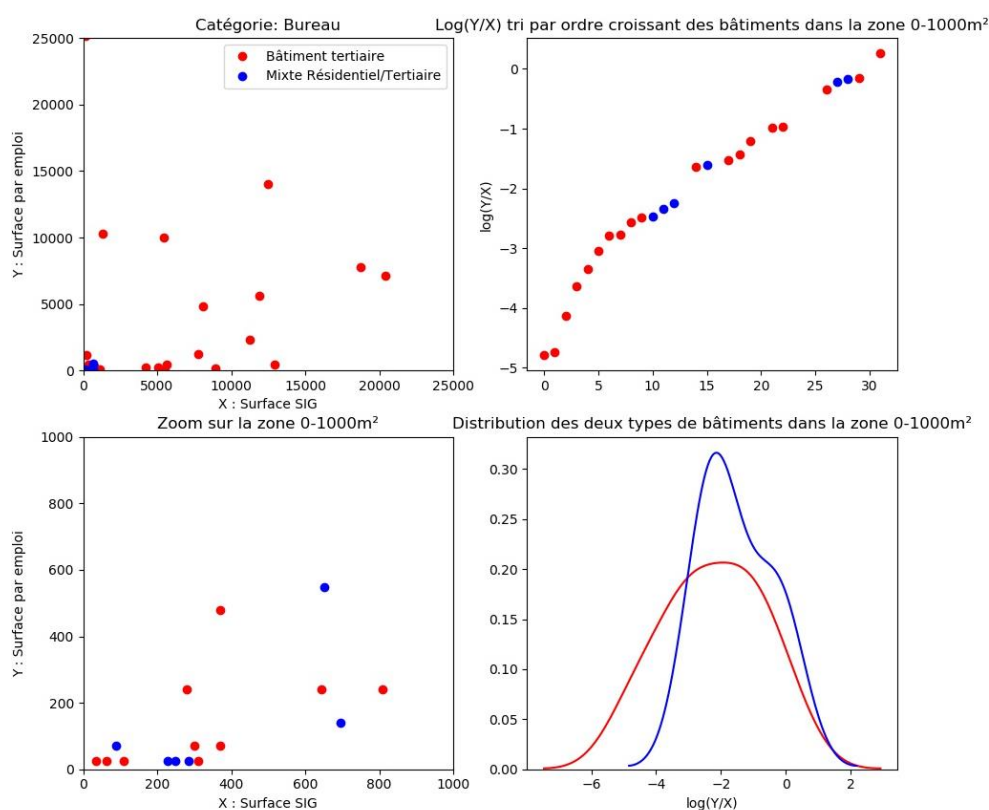 Catégorie: Bureau
25000
20000
15000
10000
5000
0
Y : Surface par emploi
Bâtiment tertiaire
Mixte Résidentiel/Tertiaire
0 5000 10000 15000 20000 25000
X : Surface SIG
Log(Y/X) tri par ordre croissant des bâtiments dans la zone 0-1000m²
0
−1
−2
−3
−4
−5
log(Y/X)
0 5 10 15 20 25 30
Zoom sur la zone 0-1000m²
1000
800
600
400
200
0
Y : Surface par emploi
0 200 400 600 800 1000
X : Surface SIG
Distribution des deux types de bâtiments dans la zone 0-1000m²
0.30
0.25
0.20
0.15
0.10
0.05
0.00
−6 −4 −2 0 2
log(Y/X)